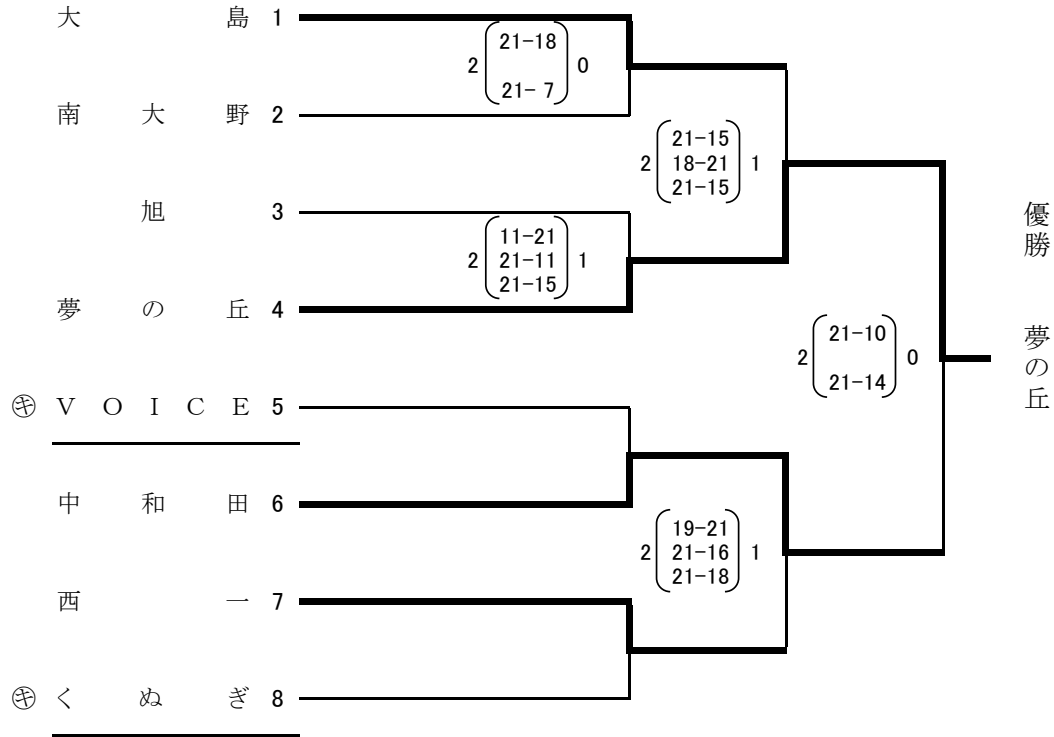 大島 1
2 21-18 0
21- 7
南大野 2
2 21-15 1
18-21
21-15
旭 3
2 11-21 1
21-11
21-15
夢の丘 4
優勝 夢の丘
2 21-10 0
21-14
㋖ VOICE 5
中和田 6
2 19-21 1
21-16
21-18
西一 7
㋖ くぬぎ 8